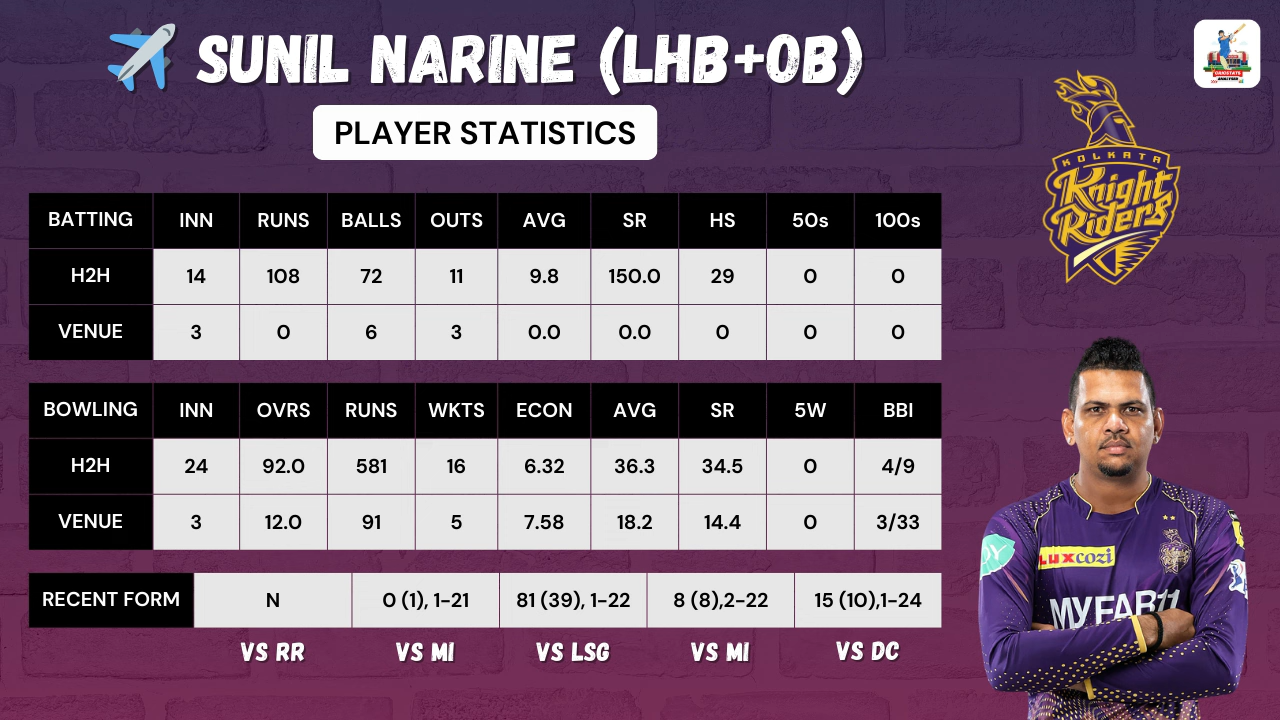 SUNIL NARINE (LHB+OB)
CRICSTATS
ANALYSER
PLAYER STATISTICS
KOLKATA
Knight
Riders
BATTING INN RUNS BALLS OUTS AVG SR HS 50s 100s
H2H 14 108 72 11 9.8 150.0 29 0 0
VENUE 3 0 6 3 0.0 0.0 0 0 0
BOWLING INN OVRS RUNS WKTS ECON AVG SR 5W BBI
H2H 24 92.0 581 16 6.32 36.3 34.5 0 4/9
VENUE 3 12.0 91 5 7.58 18.2 14.4 0 3/33
RECENT FORM N 0 (1), 1-21 81 (39), 1-22 8 (8),2-22 15 (10),1-24
VS RR VS MI VS LSG VS MI VS DC
Lux cozi
MYFAB11